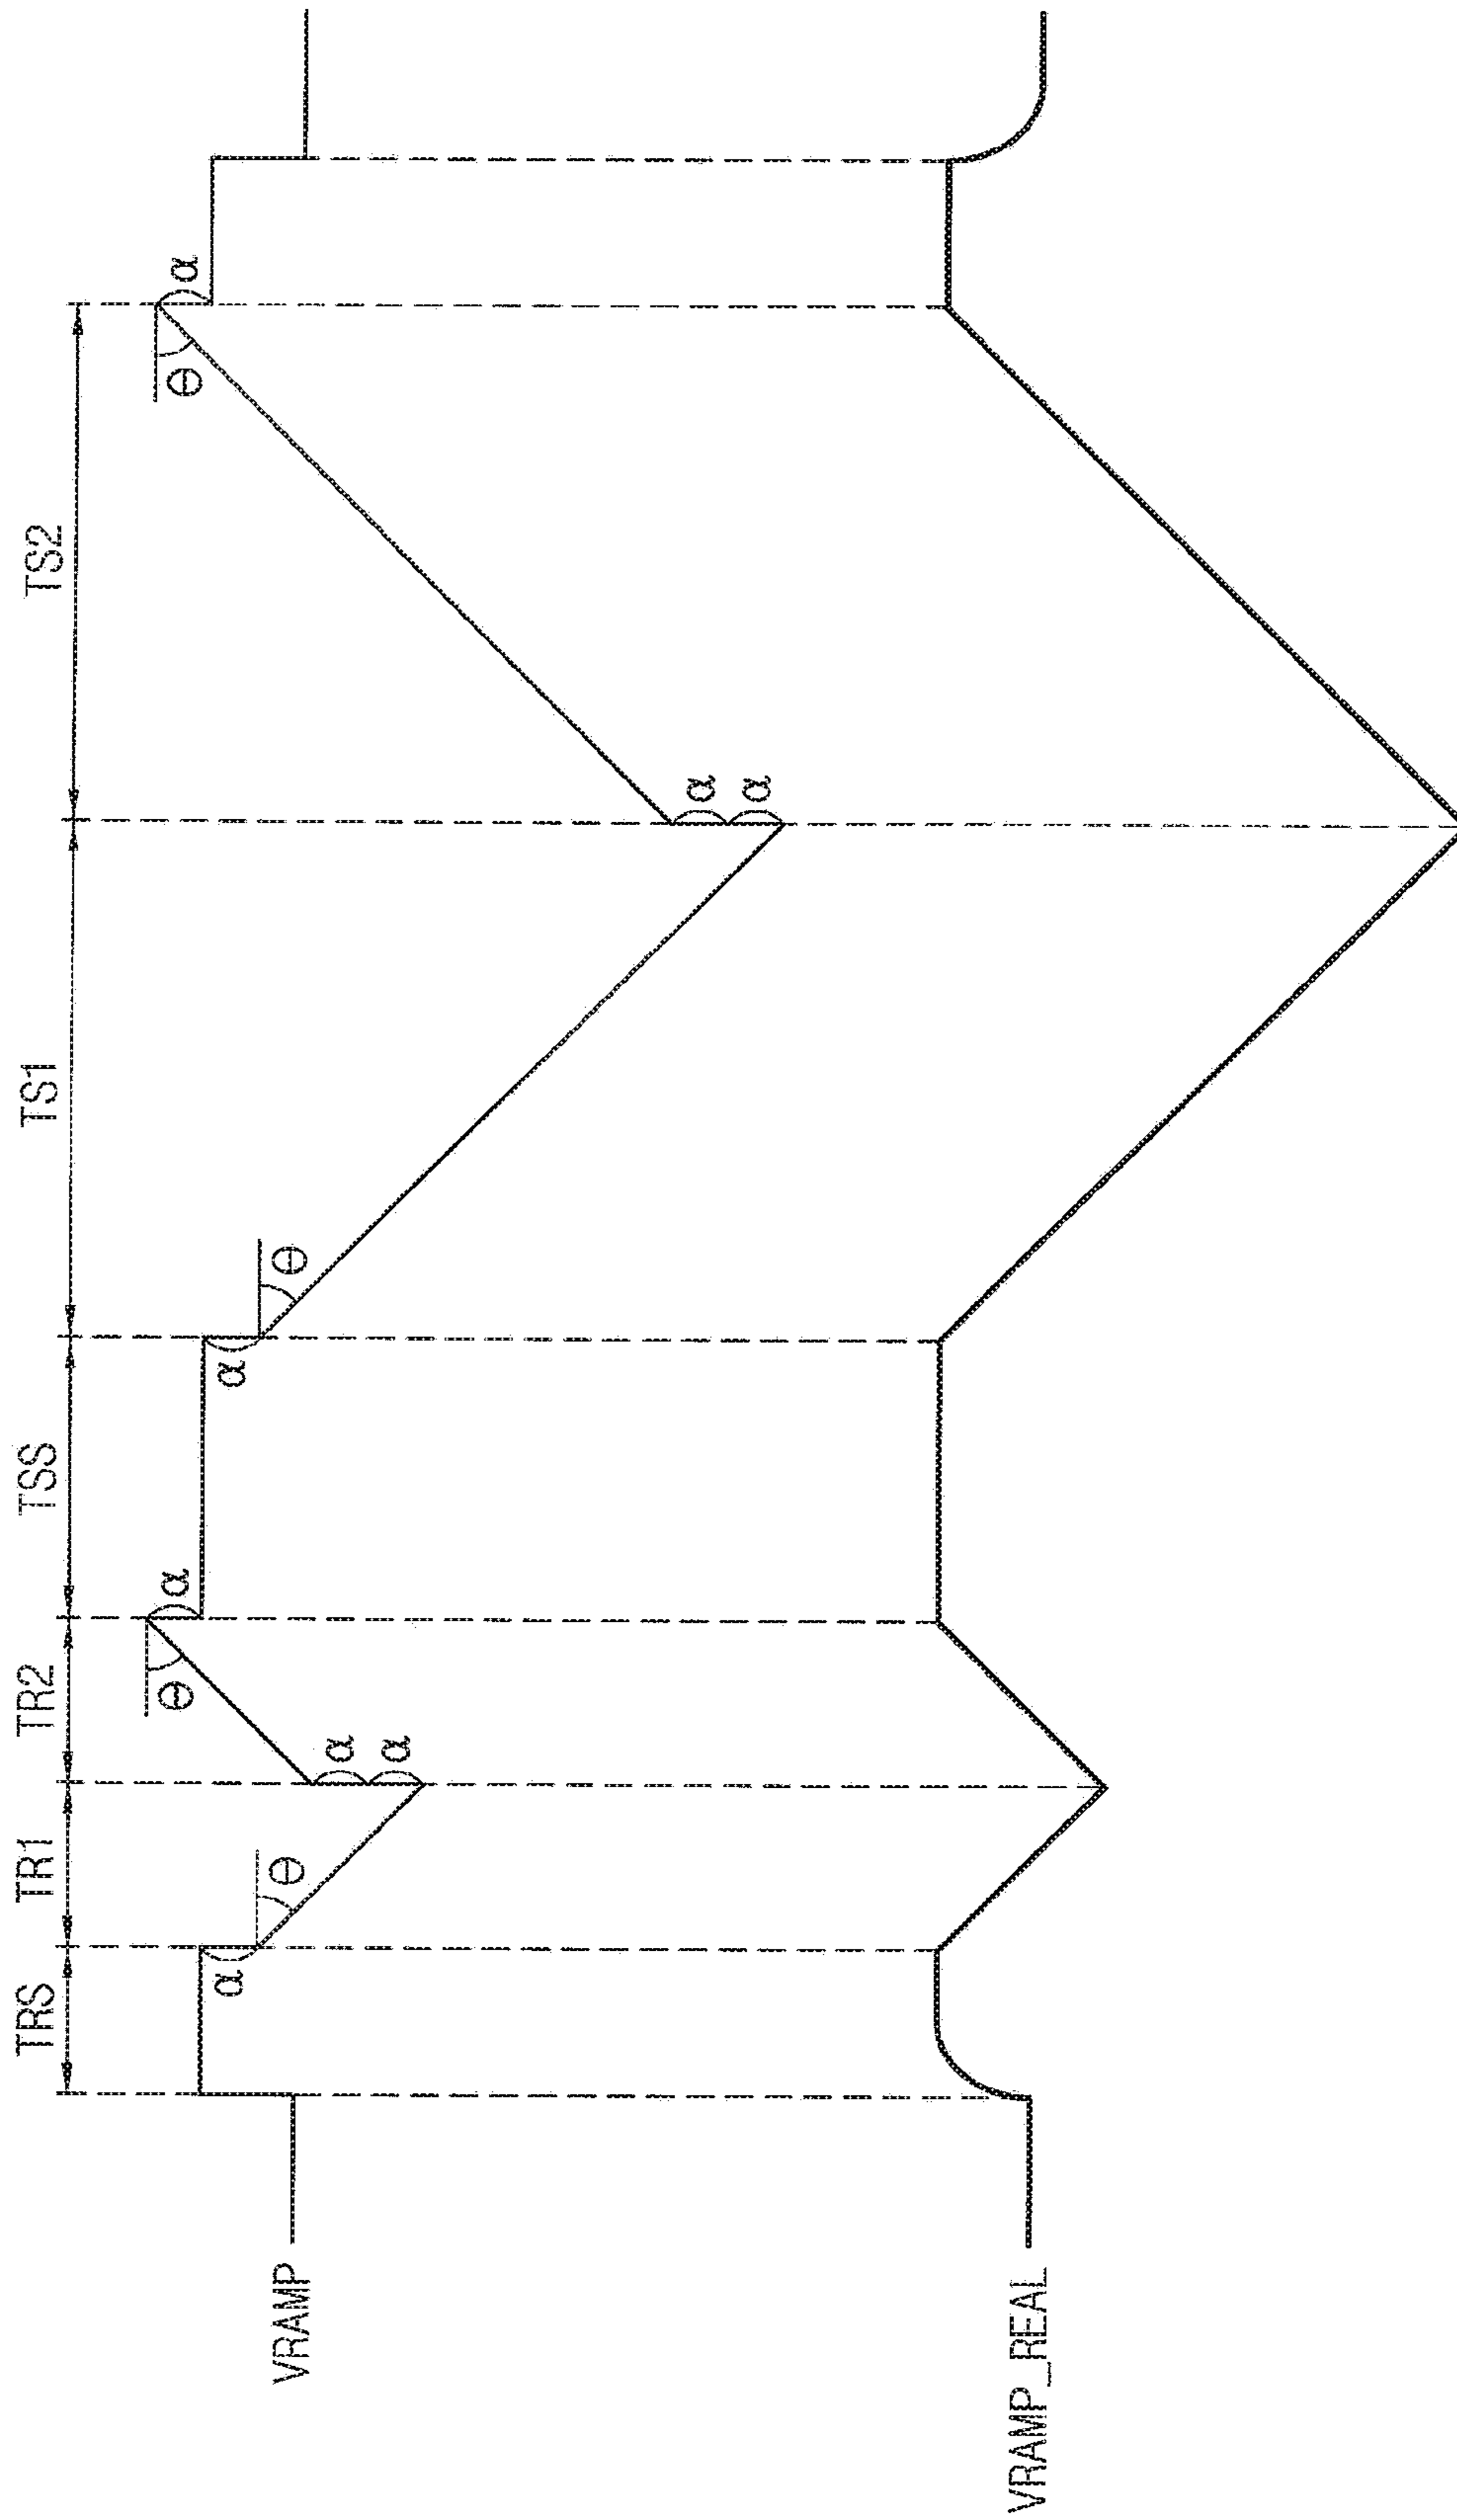 TRS TR1 TR2 TSS TS1 TS2
α α α α α α α α
θ θ θ θ
VRAMP
VRAMP_REAL